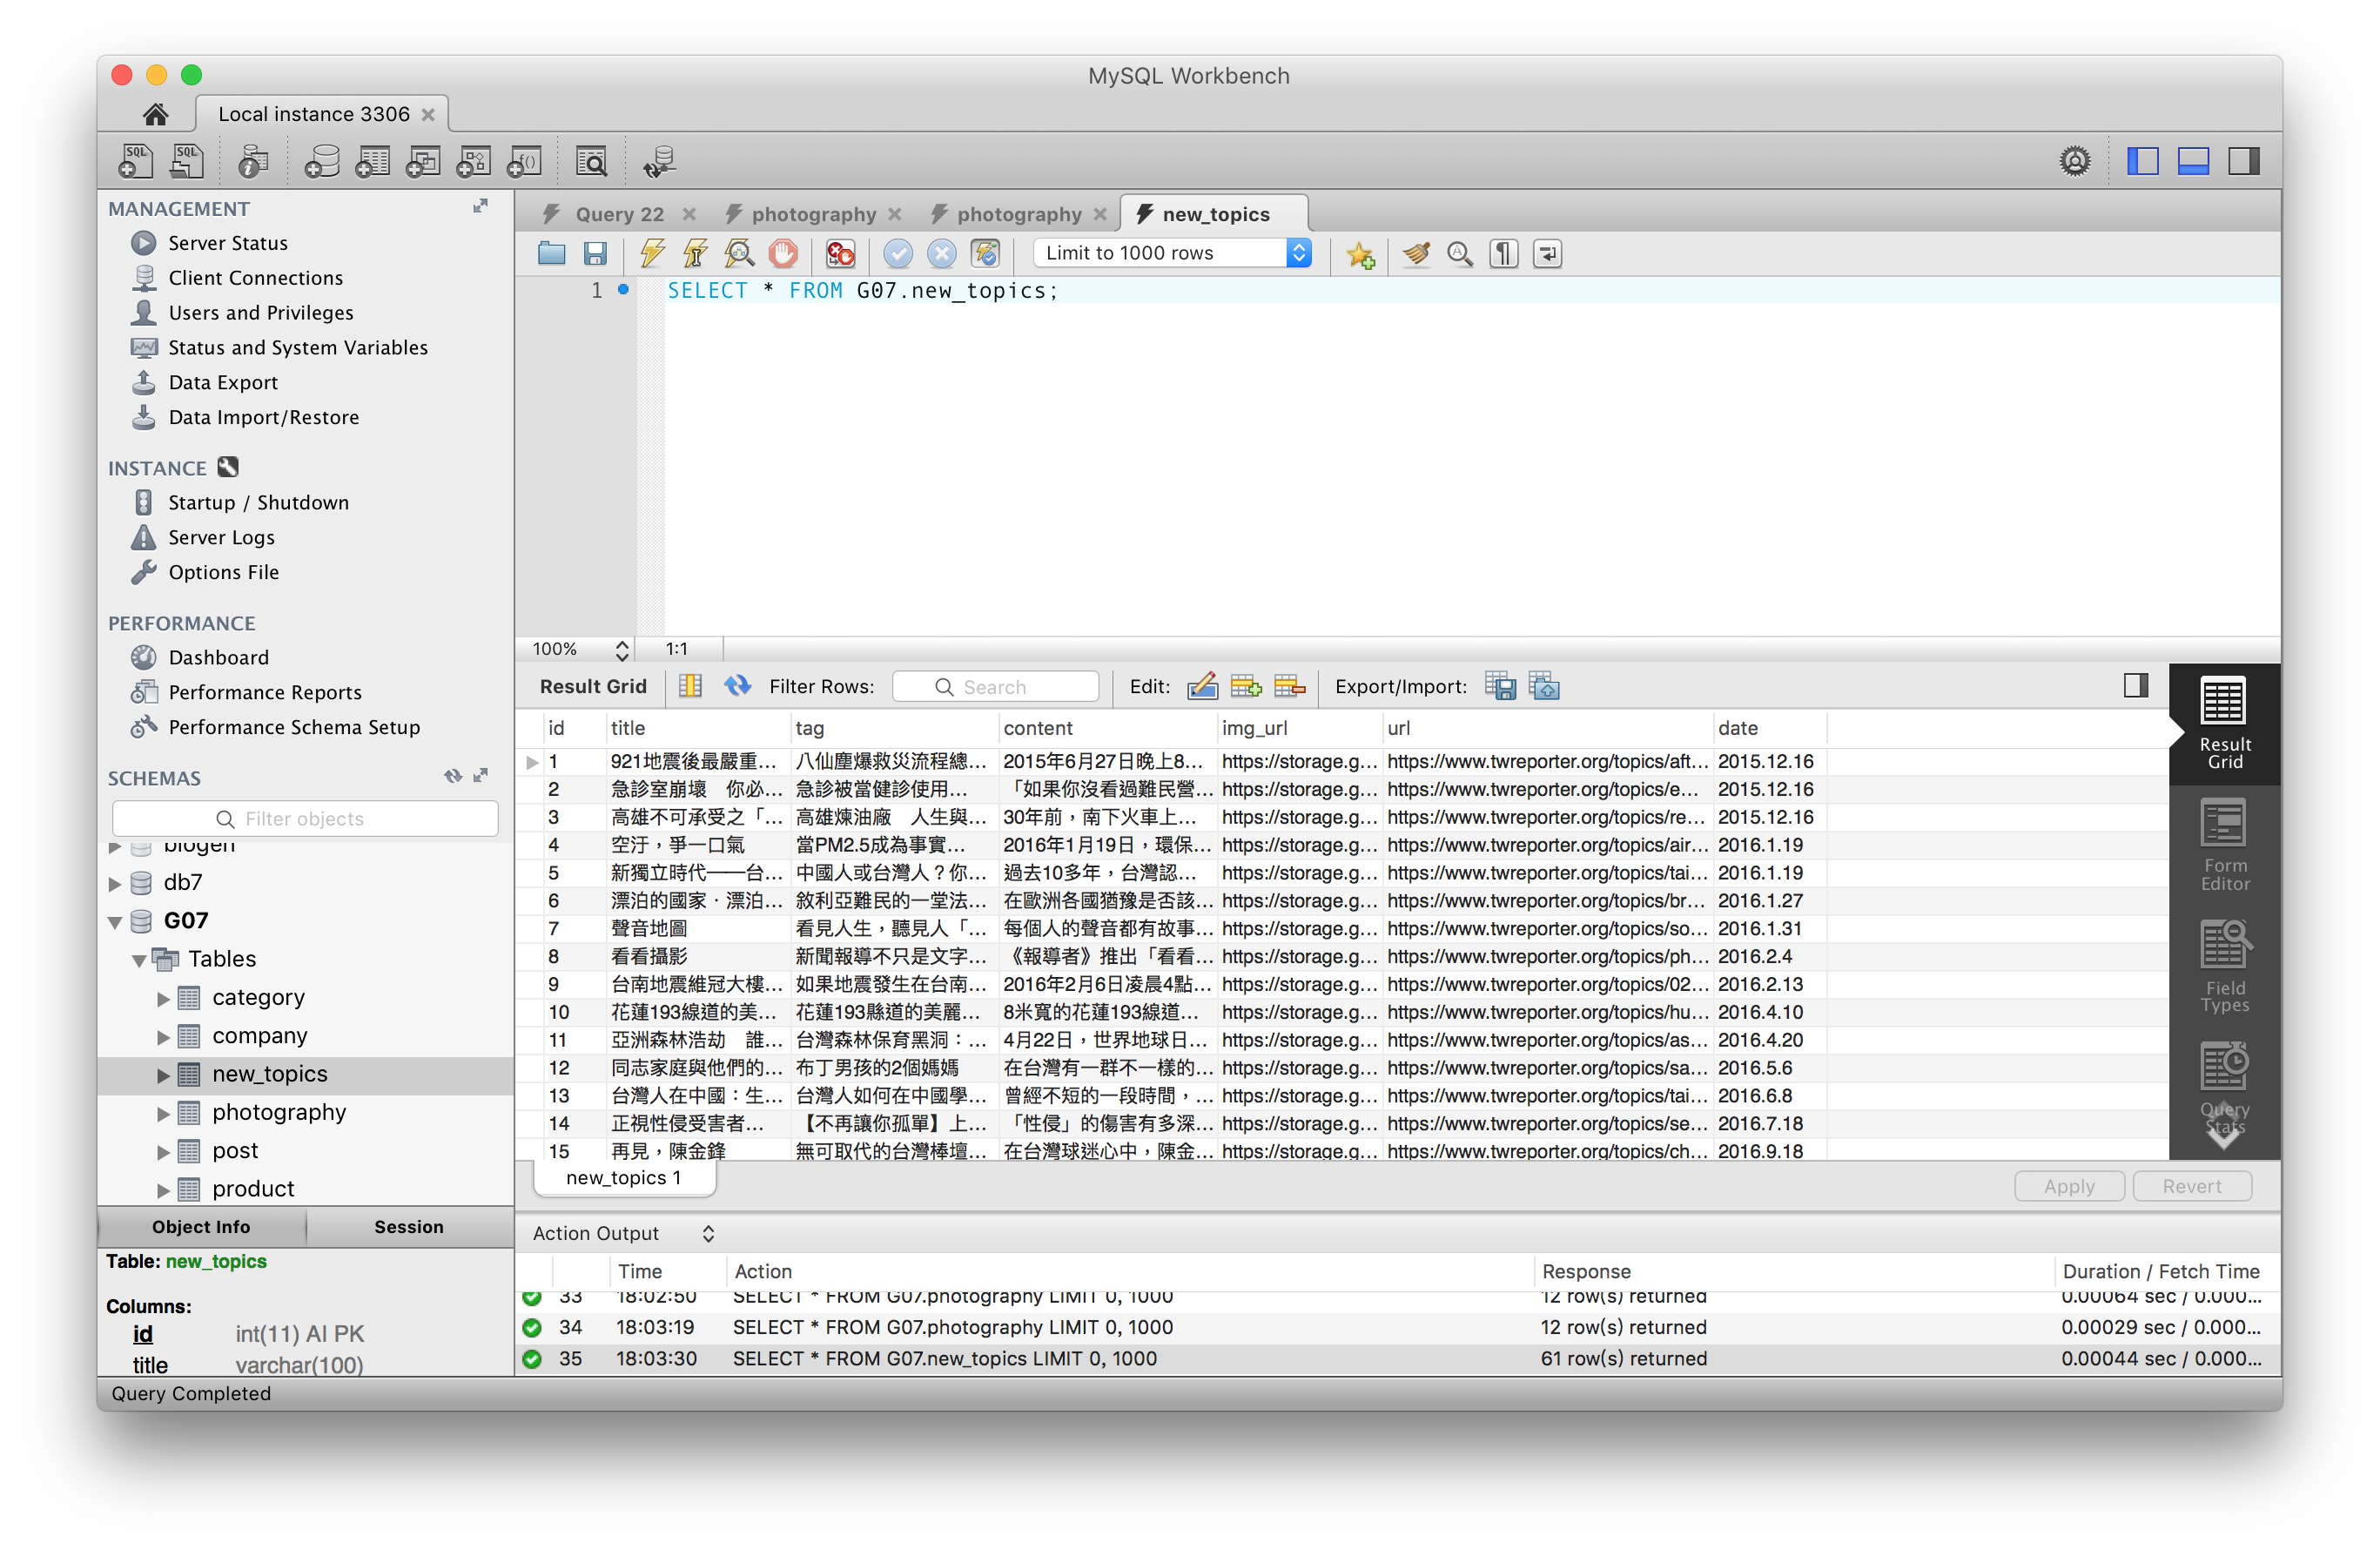 MySQL Workbench
Local instance 3306
MANAGEMENT
Server Status
Client Connections
Users and Privileges
Status and System Variables
Data Export
Data Import/Restore
INSTANCE
Startup / Shutdown
Server Logs
Options File
PERFORMANCE
Dashboard
Performance Reports
Performance Schema Setup
SCHEMAS
Filter objects
biogen
db7
G07
Tables
category
company
new_topics
photography
post
product
Object Info Session
Table: new_topics
Columns:
id int(11) AI PK
title varchar(100)
Query Completed
Query 22 photography photography new_topics
Limit to 1000 rows
1 SELECT * FROM G07.new_topics;
100% 1:1
Result Grid Filter Rows: Search Edit: Export/Import:
id title tag content img_url url date
1 921地震後最嚴重... 八仙塵爆救災流程總... 2015年6月27日晚上8... https://storage.g... https://www.twreporter.org/topics/aft... 2015.12.16
2 急診室崩壞　你必... 急診被當健診使用... 「如果你沒看過難民營... https://storage.g... https://www.twreporter.org/topics/e... 2015.12.16
3 高雄不可承受之「... 高雄煉油廠　人生與... 30年前，南下火車上... https://storage.g... https://www.twreporter.org/topics/re... 2015.12.16
4 空汙，爭一口氣 當PM2.5成為事實... 2016年1月19日，環保... https://storage.g... https://www.twreporter.org/topics/air... 2016.1.19
5 新獨立時代——台... 中國人或台灣人？你... 過去10多年，台灣認... https://storage.g... https://www.twreporter.org/topics/tai... 2016.1.19
6 漂泊的國家．漂泊... 敘利亞難民的一堂法... 在歐洲各國猶豫是否該... https://storage.g... https://www.twreporter.org/topics/br... 2016.1.27
7 聲音地圖 看見人生，聽見人「... 每個人的聲音都有故事... https://storage.g... https://www.twreporter.org/topics/so... 2016.1.31
8 看看攝影 新聞報導不只是文字... 《報導者》推出「看看... https://storage.g... https://www.twreporter.org/topics/ph... 2016.2.4
9 台南地震維冠大樓... 如果地震發生在台南... 2016年2月6日凌晨4點... https://storage.g... https://www.twreporter.org/topics/02... 2016.2.13
10 花蓮193線道的美... 花蓮193縣道的美麗... 8米寬的花蓮193線道... https://storage.g... https://www.twreporter.org/topics/hu... 2016.4.10
11 亞洲森林浩劫　誰... 台灣森林保育黑洞：... 4月22日，世界地球日... https://storage.g... https://www.twreporter.org/topics/as... 2016.4.20
12 同志家庭與他們的... 布丁男孩的2個媽媽 在台灣有一群不一樣的... https://storage.g... https://www.twreporter.org/topics/sa... 2016.5.6
13 台灣人在中國：生... 台灣人如何在中國學... 曾經不短的一段時間，... https://storage.g... https://www.twreporter.org/topics/tai... 2016.6.8
14 正視性侵受害者... 【不再讓你孤單】上... 「性侵」的傷害有多深... https://storage.g... https://www.twreporter.org/topics/se... 2016.7.18
15 再見，陳金鋒 無可取代的台灣棒壇... 在台灣球迷心中，陳金... https://storage.g... https://www.twreporter.org/topics/ch... 2016.9.18
Result Grid
Form Editor
Field Types
Query Stats
new_topics 1
Apply Revert
Action Output
Time Action Response Duration / Fetch Time
33 18:02:50 SELECT * FROM G07.photography LIMIT 0, 1000 12 row(s) returned 0.00064 sec / 0.000...
34 18:03:19 SELECT * FROM G07.photography LIMIT 0, 1000 12 row(s) returned 0.00029 sec / 0.000...
35 18:03:30 SELECT * FROM G07.new_topics LIMIT 0, 1000 61 row(s) returned 0.00044 sec / 0.000...